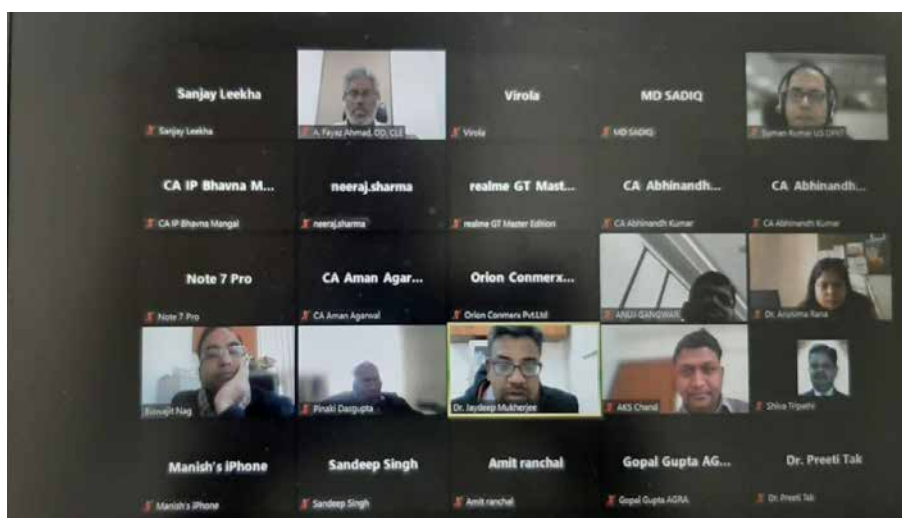 Sanjay Leekha
Sanjay Leekha
A. Fayaz Ahmad, DD, CLE
Virola
Virola
MD SADIQ
MD SADIQ
Suman Kumar US DPIIT
CA IP Bhavna M...
CA IP Bhavna Mangal
neeraj.sharma
neeraj.sharma
realme GT Mast...
realme GT Master Edition
CA Abhinandh...
CA Abhinandh Kumar
CA Abhinandh...
CA Abhinandh Kumar
Note 7 Pro
Note 7 Pro
CA Aman Agar...
CA Aman Agarwal
Orion Conmerx...
Orion Conmerx Pvt.Ltd
ANUJ GANGWAR
Dr. Arunima Rana
Biswajit Nag
Pinaki Dasgupta
Dr. Jaydeep Mukherjee
AKS Chand
Shiva Tripathi
Manish's iPhone
Manish's iPhone
Sandeep Singh
Sandeep Singh
Amit ranchal
Amit ranchal
Gopal Gupta AG...
Gopal Gupta AGRA
Dr. Preeti Tak
Dr. Preeti Tak